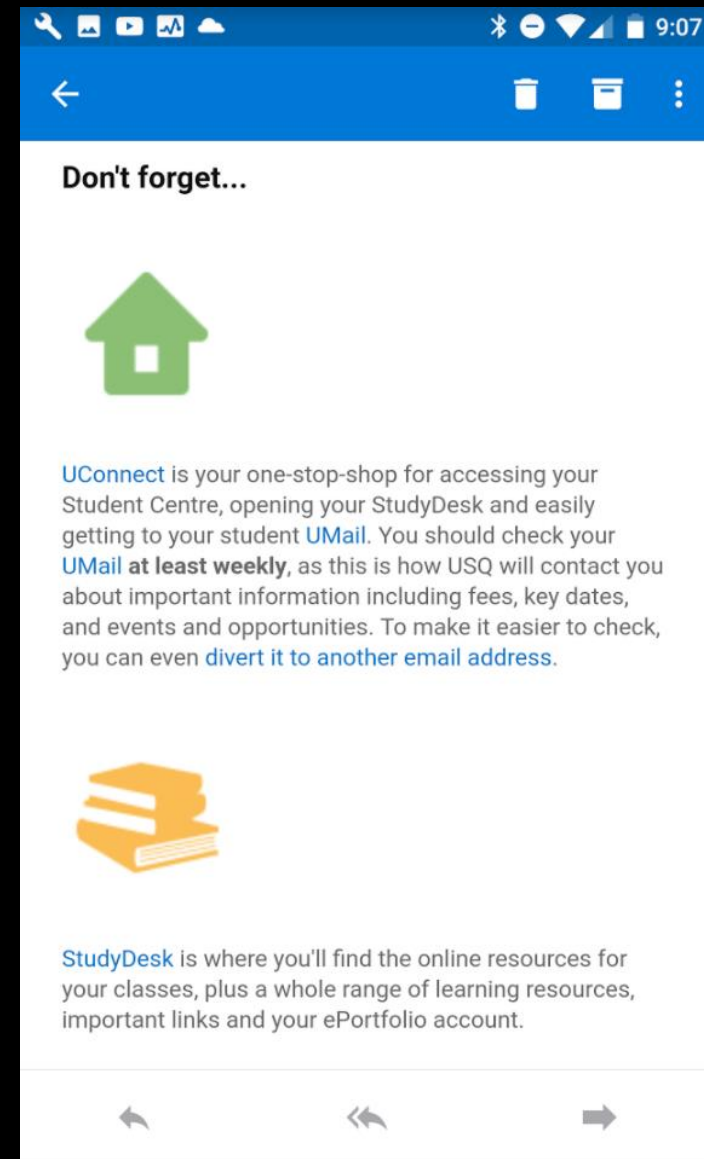 9:07
Don't forget...
UConnect is your one-stop-shop for accessing your
Student Centre, opening your StudyDesk and easily
getting to your student UMail. You should check your
UMail at least weekly, as this is how USQ will contact you
about important information including fees, key dates,
and events and opportunities. To make it easier to check,
you can even divert it to another email address.
StudyDesk is where you'll find the online resources for
your classes, plus a whole range of learning resources,
important links and your ePortfolio account.